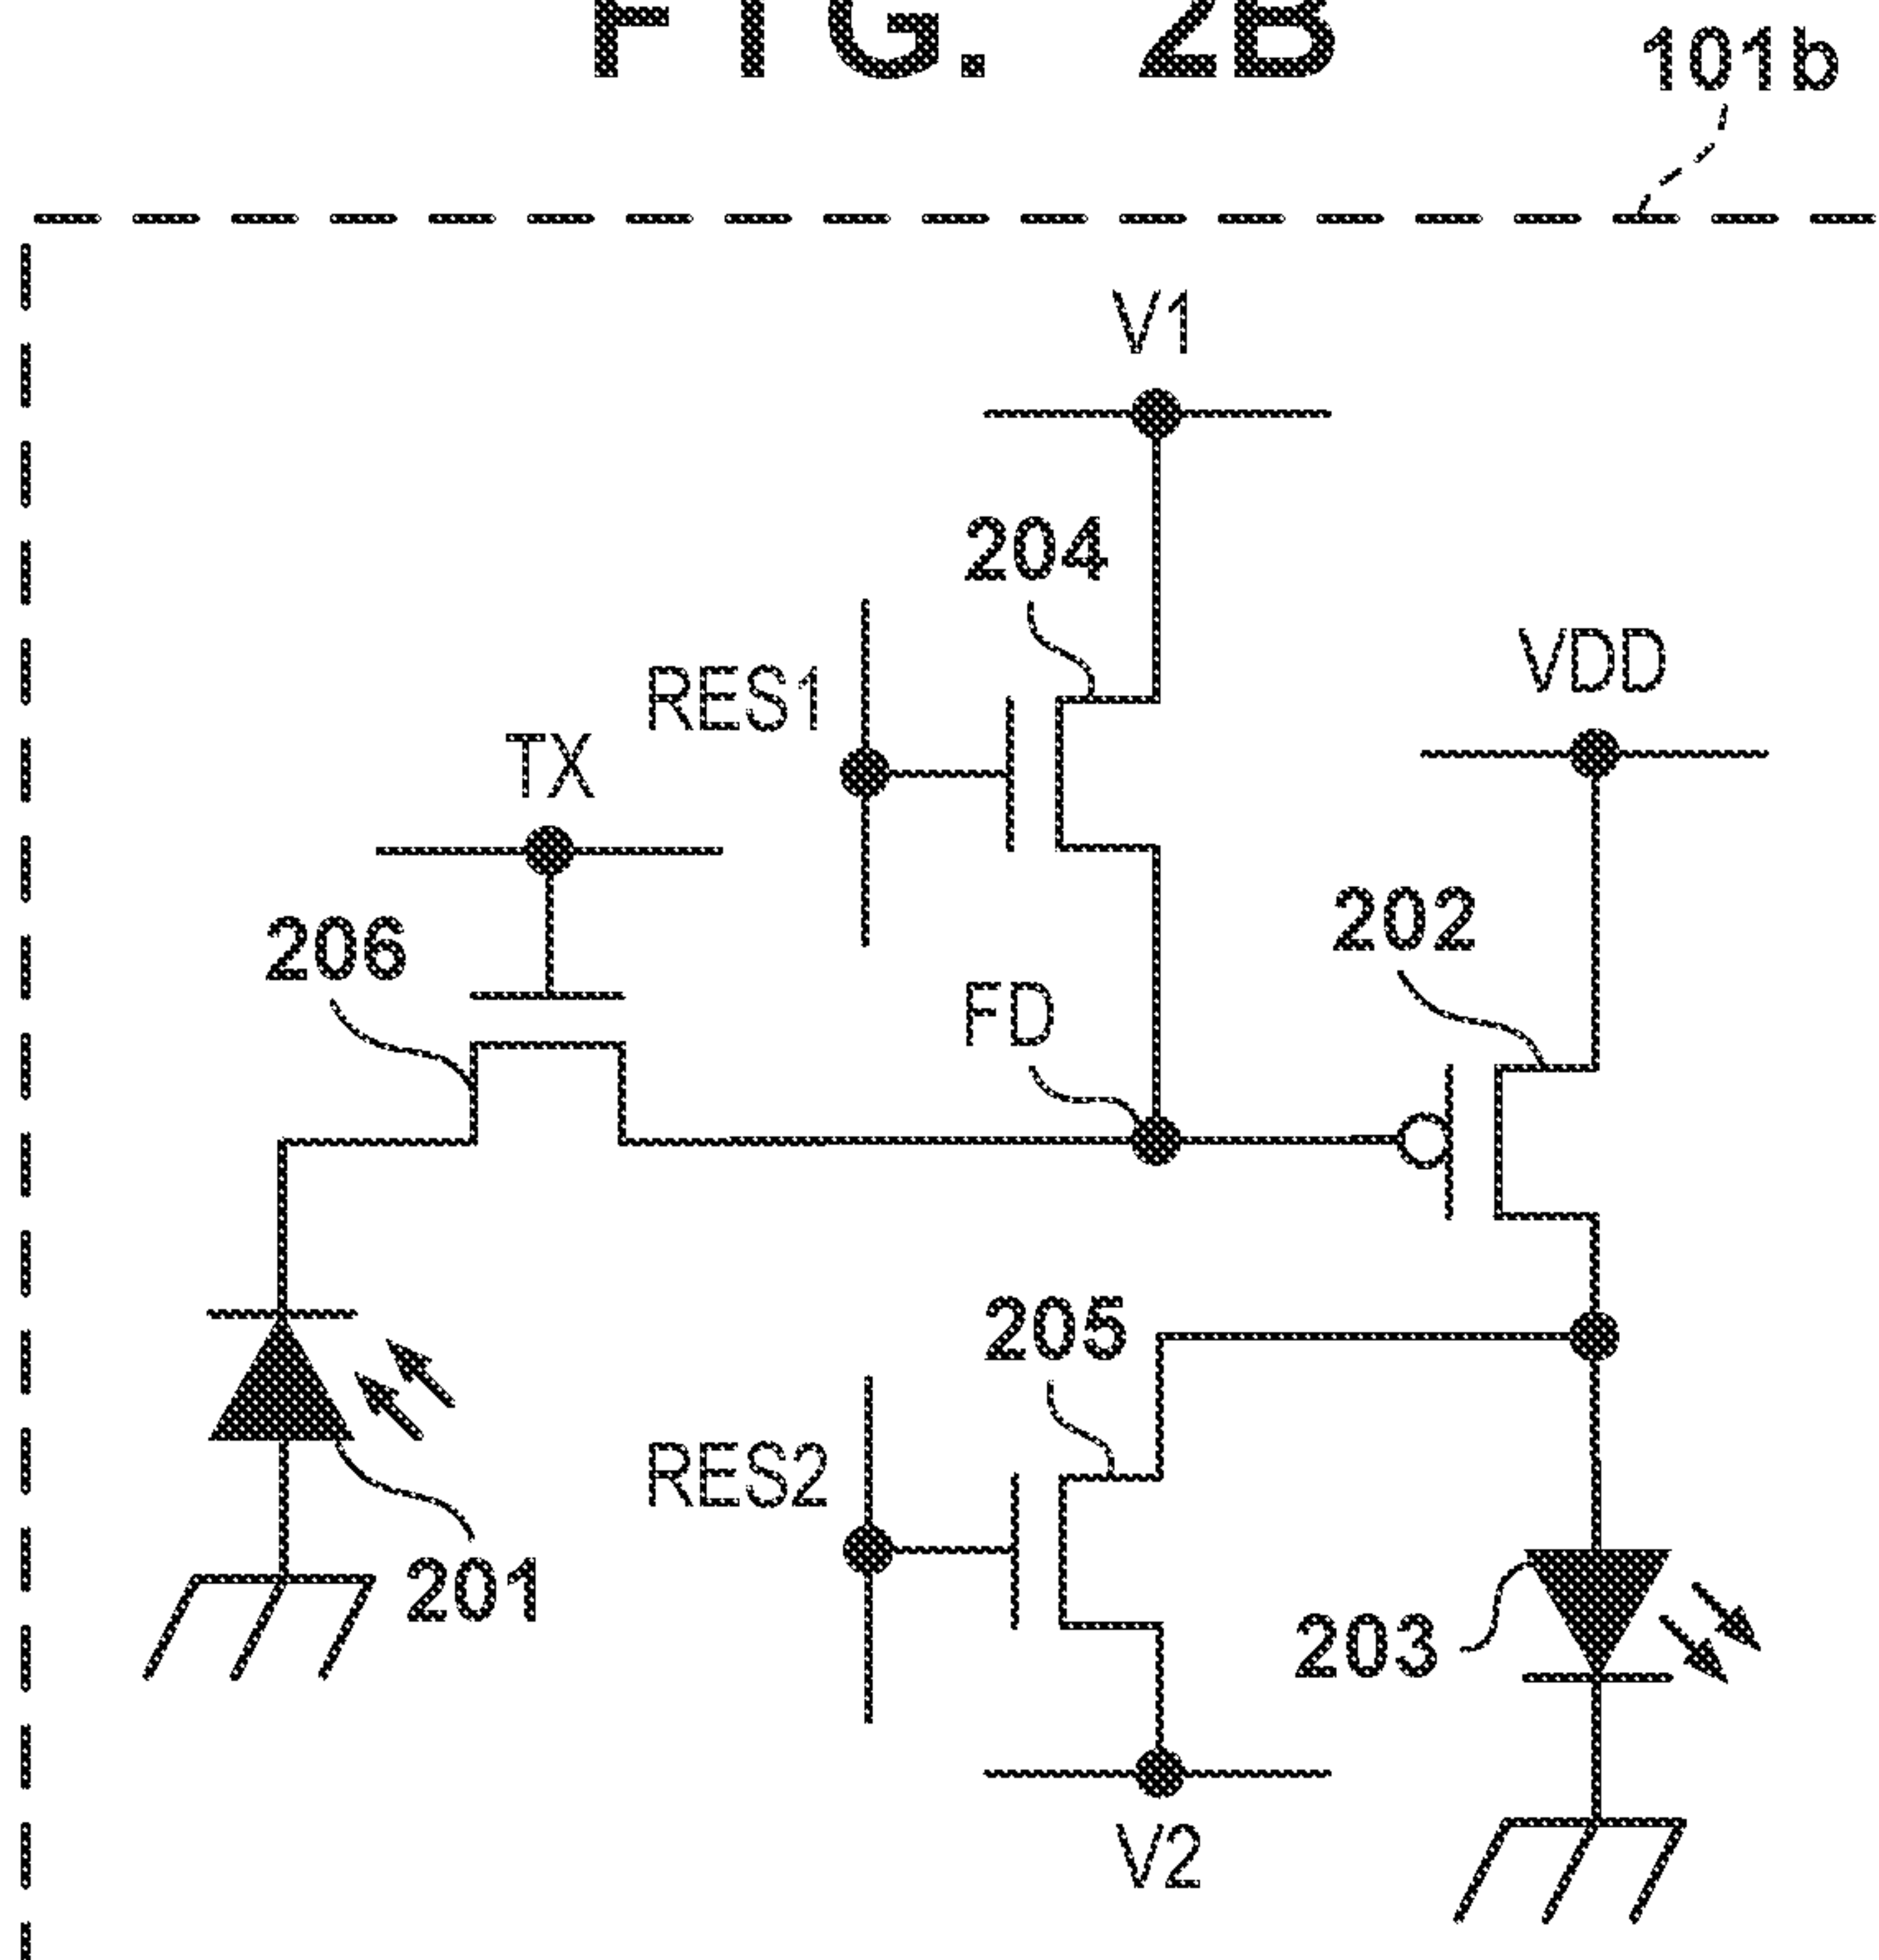 FIG. 2B
101b
V1
204
VDD
RES1
TX
202
206
FD
205
RES2
201
203
V2